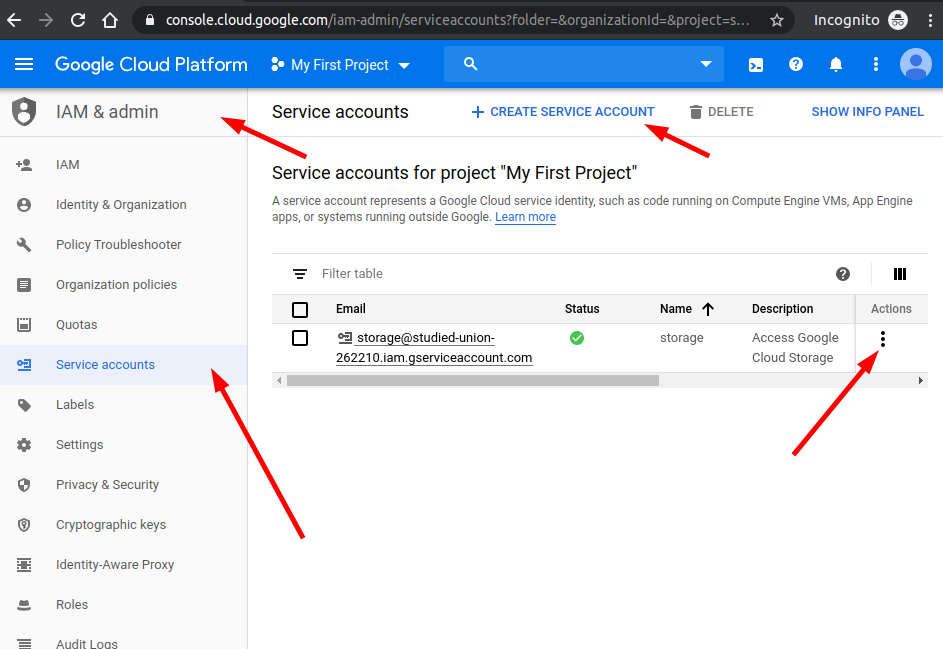 console.cloud.google.com/iam-admin/serviceaccounts?folder=&organizationId=&project=s...
Incognito
Google Cloud Platform
My First Project
IAM & admin
Service accounts
CREATE SERVICE ACCOUNT
DELETE
SHOW INFO PANEL
IAM
Identity & Organization
Policy Troubleshooter
Organization policies
Quotas
Service accounts
Labels
Settings
Privacy & Security
Cryptographic keys
Identity-Aware Proxy
Roles
Audit Logs
Service accounts for project "My First Project"
A service account represents a Google Cloud service identity, such as code running on Compute Engine VMs, App Engine
apps, or systems running outside Google. Learn more
Filter table
Email Status Name Description Actions
storage@studied-union- storage Access Google
262210.iam.gserviceaccount.com Cloud Storage